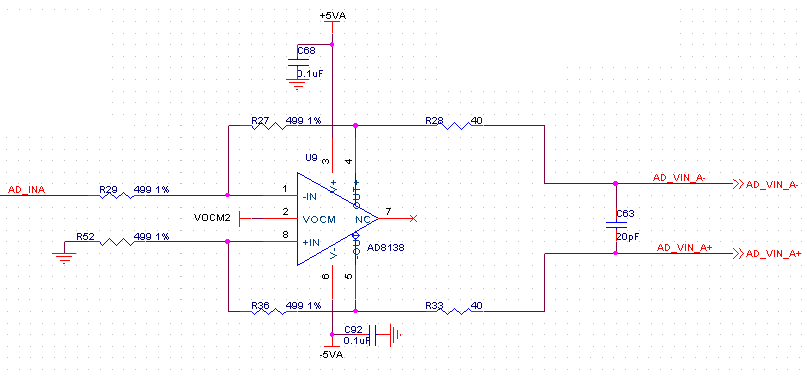 +5VA
C68
0.1uF
R27 499 1%
R28 40
U9
3
4
V+
OUT+
AD_INA
R29 499 1%
1
-IN
AD_VIN_A-
AD_VIN_A-
VOCM2
2
VOCM
NC
7
C63
20pF
R52 499 1%
8
+IN
AD8138
AD_VIN_A+
AD_VIN_A+
V-
6
5
R36 499 1%
R33 40
C92
0.1uF
-5VA